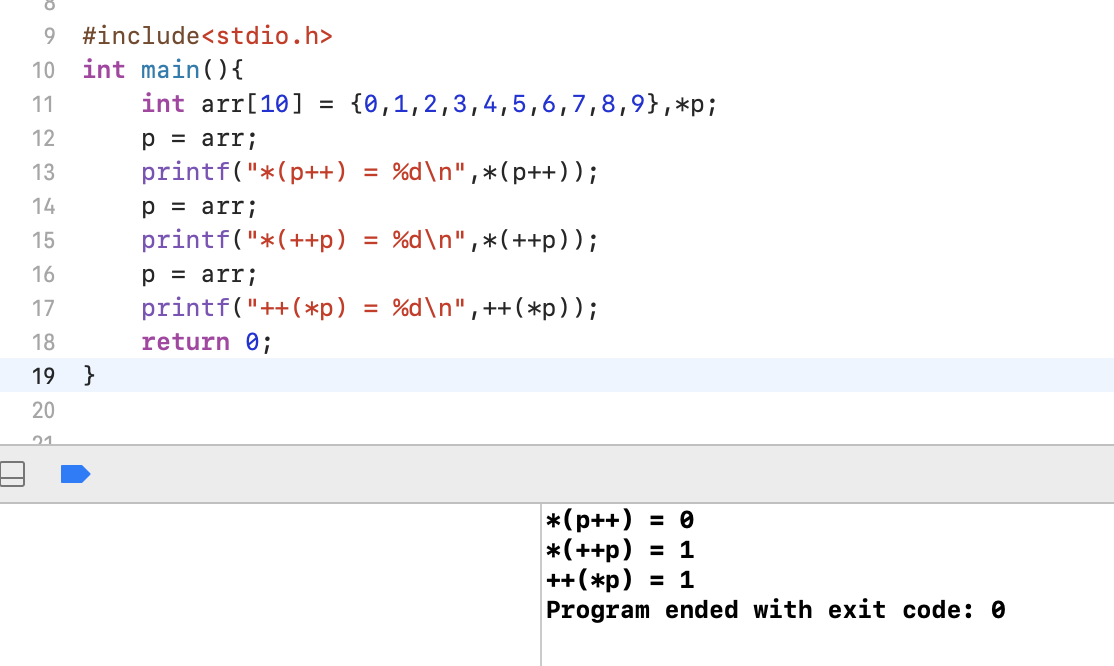 8
9 #include<stdio.h>
10 int main(){
11     int arr[10] = {0,1,2,3,4,5,6,7,8,9},*p;
12     p = arr;
13     printf("*(p++) = %d\n",*(p++));
14     p = arr;
15     printf("*(++p) = %d\n",*(++p));
16     p = arr;
17     printf("++(*p) = %d\n",++(*p));
18     return 0;
19 }
20
21
*(p++) = 0
*(++p) = 1
++(*p) = 1
Program ended with exit code: 0